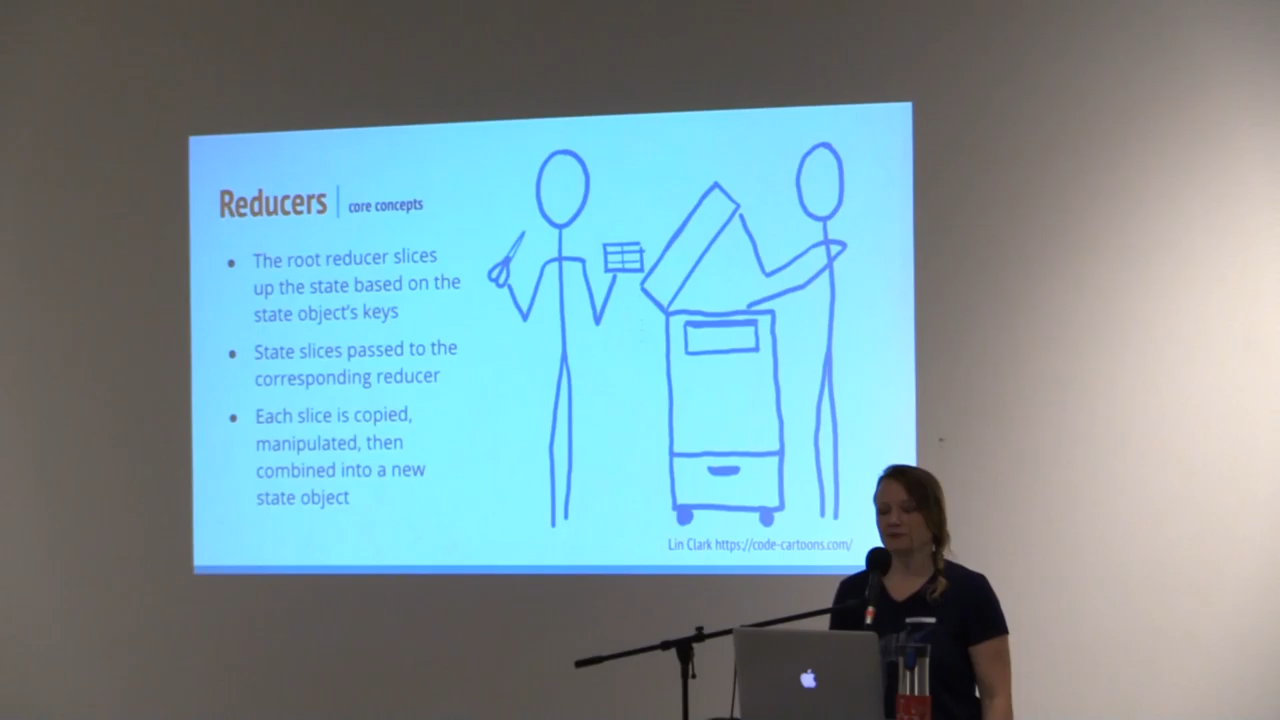 Reducers | core concepts
• The root reducer slices
up the state based on the
state object's keys
• State slices passed to the
corresponding reducer
• Each slice is copied,
manipulated, then
combined into a new
state object
Lin Clark https://code-cartoons.com/